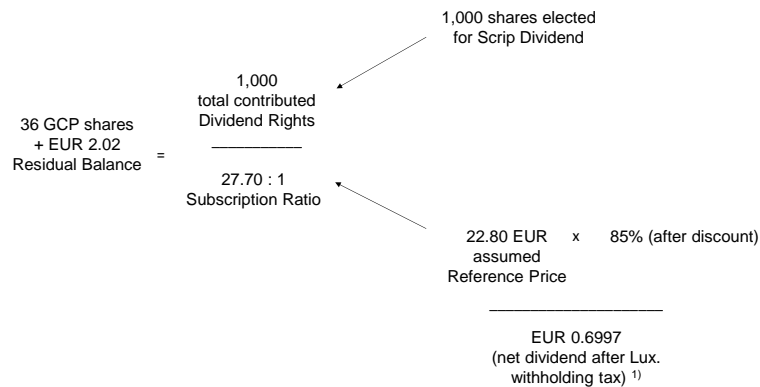 1,000 shares elected
for Scrip Dividend
36 GCP shares
+ EUR 2.02
Residual Balance
=
1,000
total contributed
Dividend Rights
27.70 : 1
Subscription Ratio
22.80 EUR x 85% (after discount)
assumed
Reference Price
EUR 0.6997
(net dividend after Lux.
withholding tax) 1)